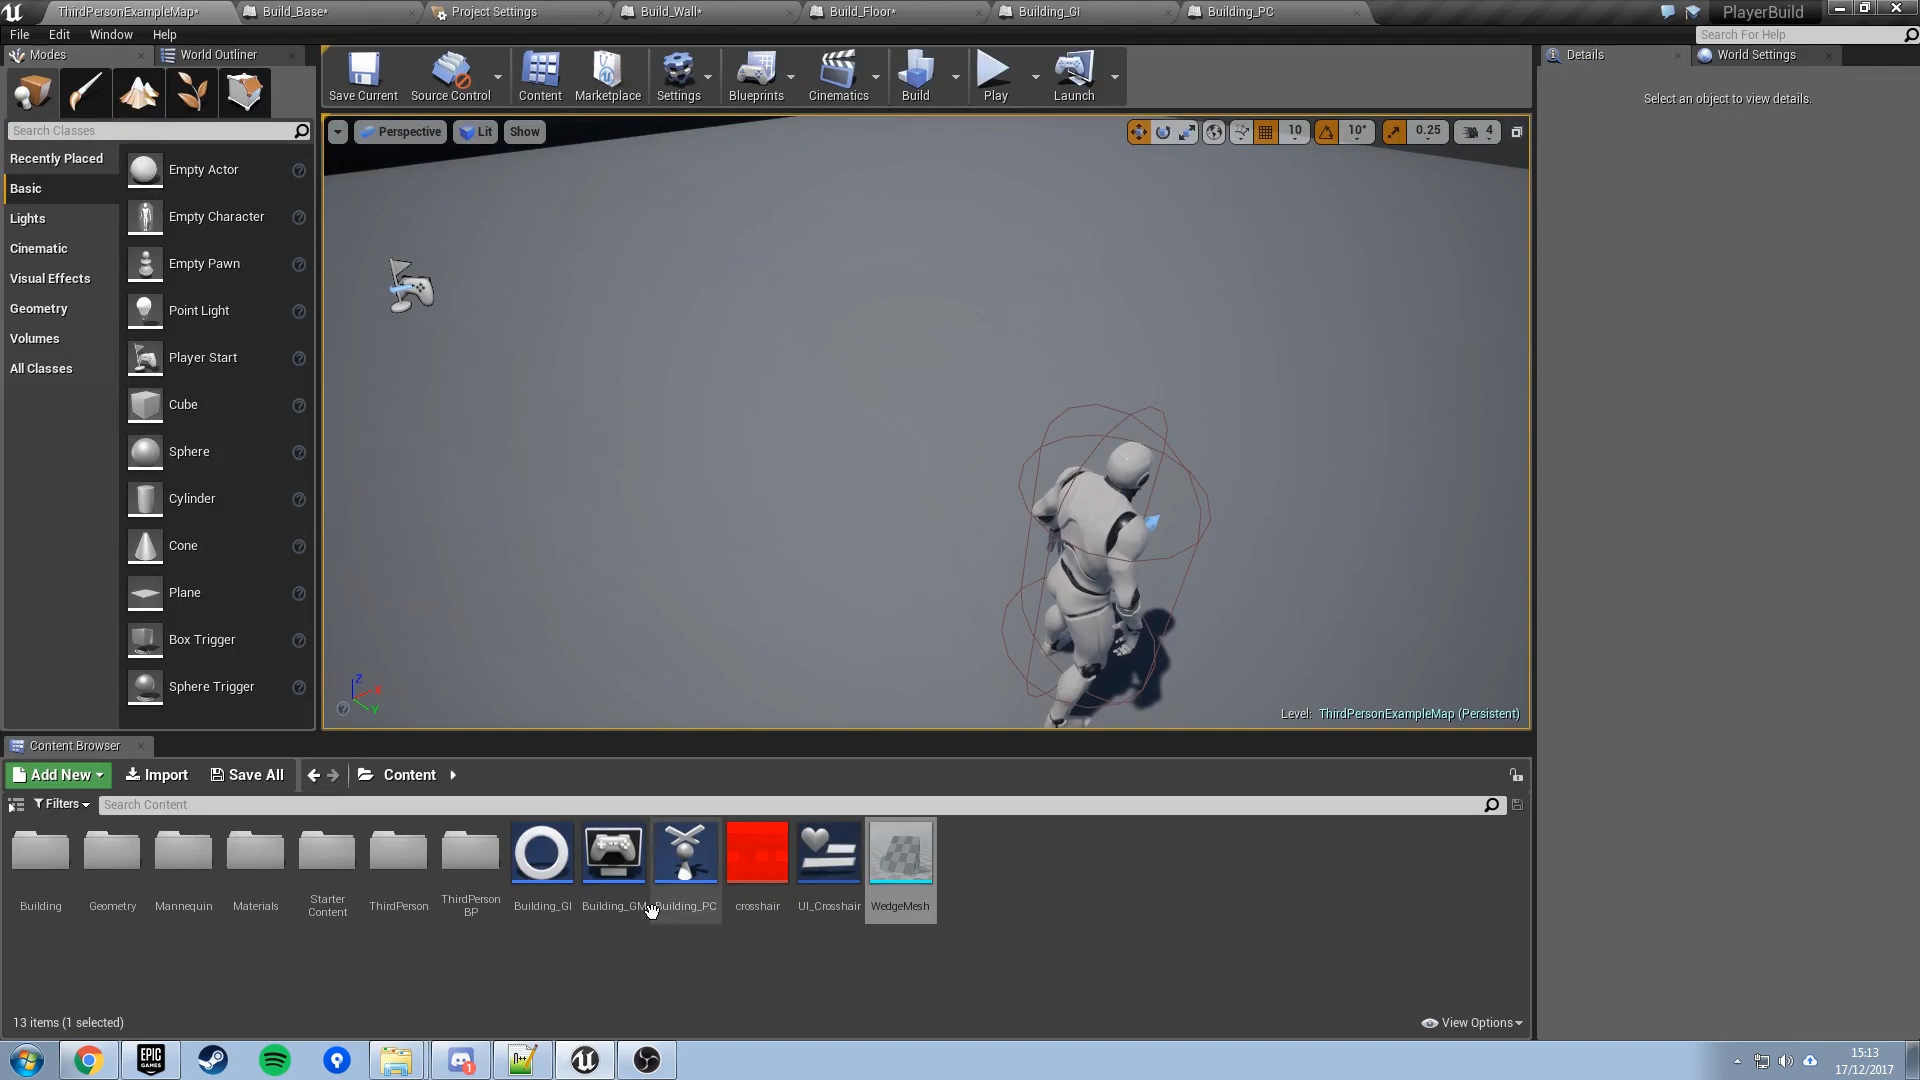 ThirdPersonExampleMap*
Build_Base*
Project Settings
Build_Wall*
Build_Floor*
Building_GI
Building_PC
PlayerBuild
File Edit Window Help
Search For Help
Modes
World Outliner
Details
World Settings
Save Current
Source Control
Content
Marketplace
Settings
Blueprints
Cinematics
Build
Play
Launch
Select an object to view details.
Search Classes
Perspective
Lit
Show
10
10°
0.25
4
Recently Placed
Basic
Lights
Cinematic
Visual Effects
Geometry
Volumes
All Classes
Empty Actor
Empty Character
Empty Pawn
Point Light
Player Start
Cube
Sphere
Cylinder
Cone
Plane
Box Trigger
Sphere Trigger
Z
X
Y
Level: ThirdPersonExampleMap (Persistent)
Content Browser
Add New
Import
Save All
Content
Filters
Search Content
Building
Geometry
Mannequin
Materials
Starter
Content
ThirdPerson
ThirdPerson
BP
Building_GI
Building_GM
Building_PC
crosshair
UI_Crosshair
WedgeMesh
13 items (1 selected)
View Options
EPIC
GAMES
1
15:13
17/12/2017